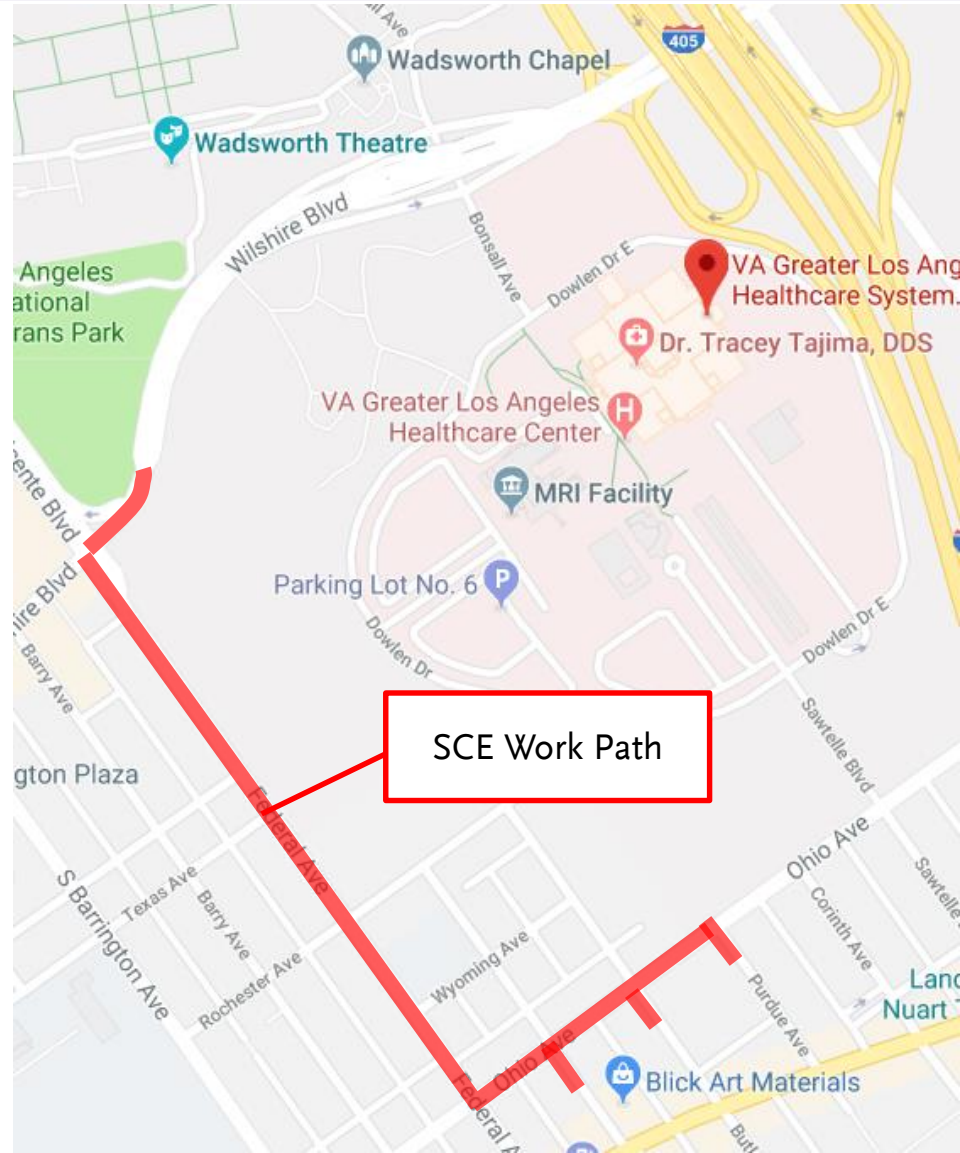 405
Wadsworth Chapel
Wadsworth Theatre
Wilshire Blvd
Bonsall Ave
Dowlen Dr E
Angeles
ational
rans Park
VA Greater Los Ang
Healthcare System.
Dr. Tracey Tajima, DDS
VA Greater Los Angeles
Healthcare Center
H
MRI Facility
cente Blvd
hire Blvd
Parking Lot No. 6
P
Dowlen Dr
Dowlen Dr E
Barry Ave
SCE Work Path
Sawtelle Blvd
gton Plaza
Federal Ave
Ohio Ave
S Barrington Ave
Texas Ave
Barry Ave
Corinth Ave
Sawtelle
Rochester Ave
Wyoming Ave
Purdue Ave
Land
Nuart T
Ohio Ave
Blick Art Materials
Federal A
Butl